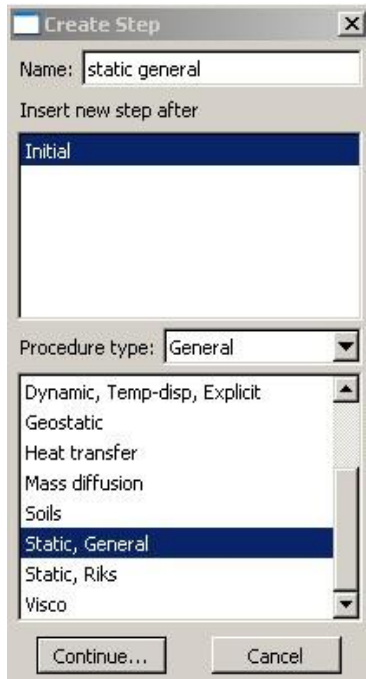 Create Step
Name: static general
Insert new step after
Initial
Procedure type: General
Dynamic, Temp-disp, Explicit
Geostatic
Heat transfer
Mass diffusion
Soils
Static, General
Static, Riks
Visco
Continue... Cancel